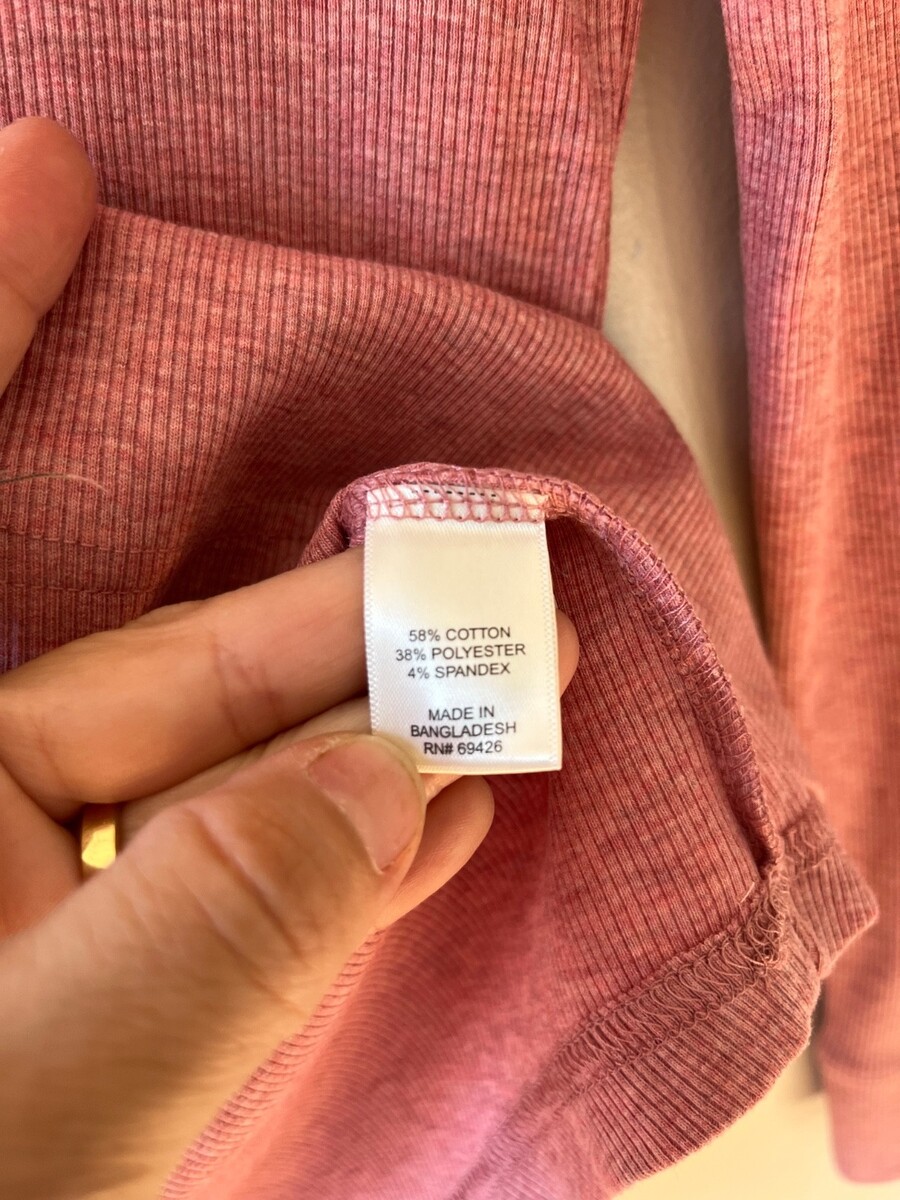 58% COTTON
38% POLYESTER
4% SPANDEX
MADE IN
BANGLADESH
RN# 69426